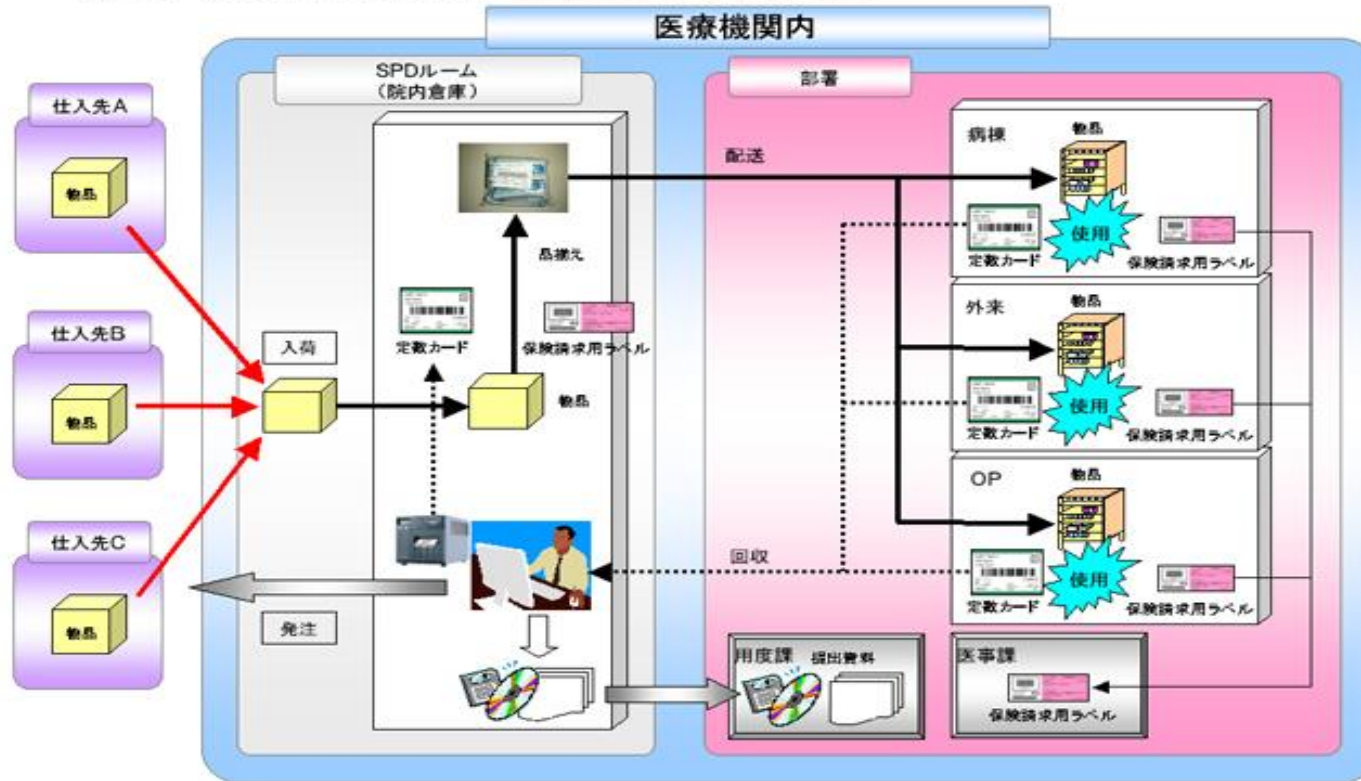 医療機関内
SPDルーム
（院内倉庫）
部署
仕入先A
物品
仕入先B
物品
仕入先C
物品
入荷
発注
品揃え
定数カード
保険請求用ラベル
物品
配送
回収
病棟
物品
使用
定数カード
保険請求用ラベル
外来
物品
使用
定数カード
保険請求用ラベル
OP
物品
使用
定数カード
保険請求用ラベル
用度課
提出資料
医事課
保険請求用ラベル